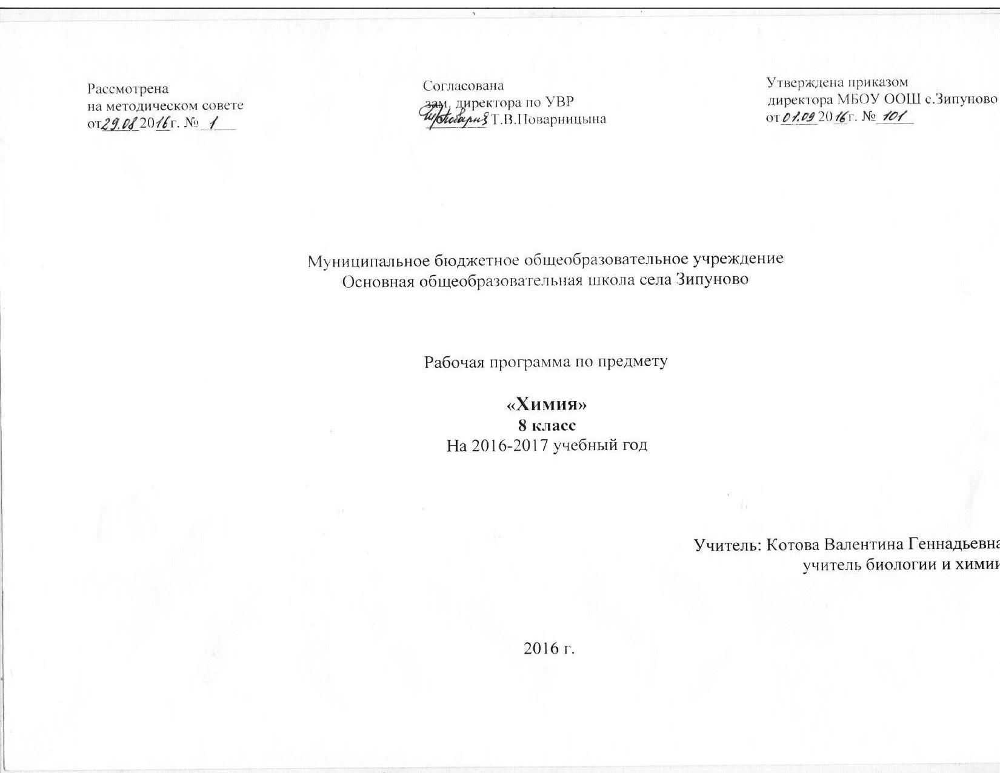 Рассмотрена
на методическом совете
от 29.08 2016г. № 1
Согласована
зам. директора по УВР
Т.В.Поварницына
Утверждена приказом
директора МБОУ ООШ с.Зипуново
от 01.09 2016г. № 101
Муниципальное бюджетное общеобразовательное учреждение
Основная общеобразовательная школа села Зипуново
Рабочая программа по предмету
«Химия»
8 класс
На 2016-2017 учебный год
Учитель: Котова Валентина Геннадьевна
учитель биологии и химии
2016 г.